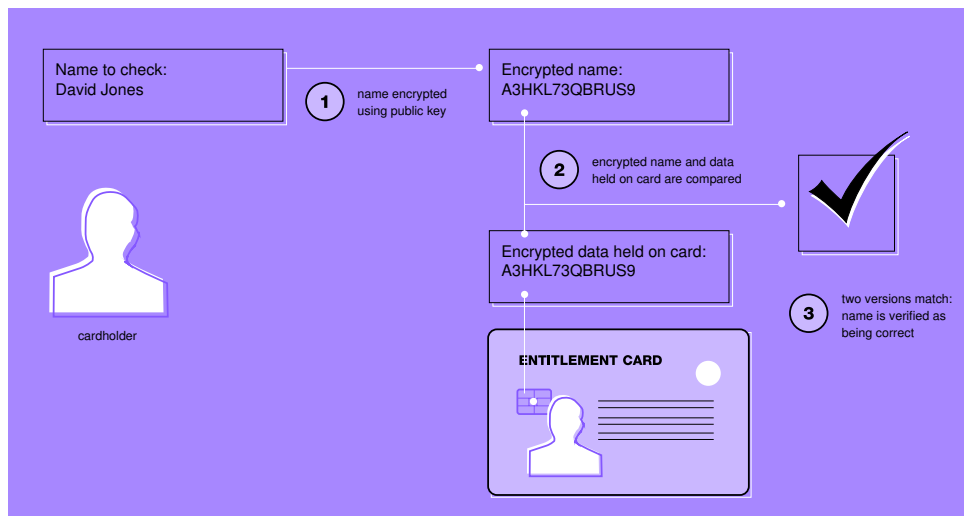 Name to check:
David Jones
1
name encrypted
using public key
Encrypted name:
A3HKL73QBRUS9
2
encrypted name and data
held on card are compared
Encrypted data held on card:
A3HKL73QBRUS9
3
two versions match:
name is verified as
being correct
cardholder
ENTITLEMENT CARD